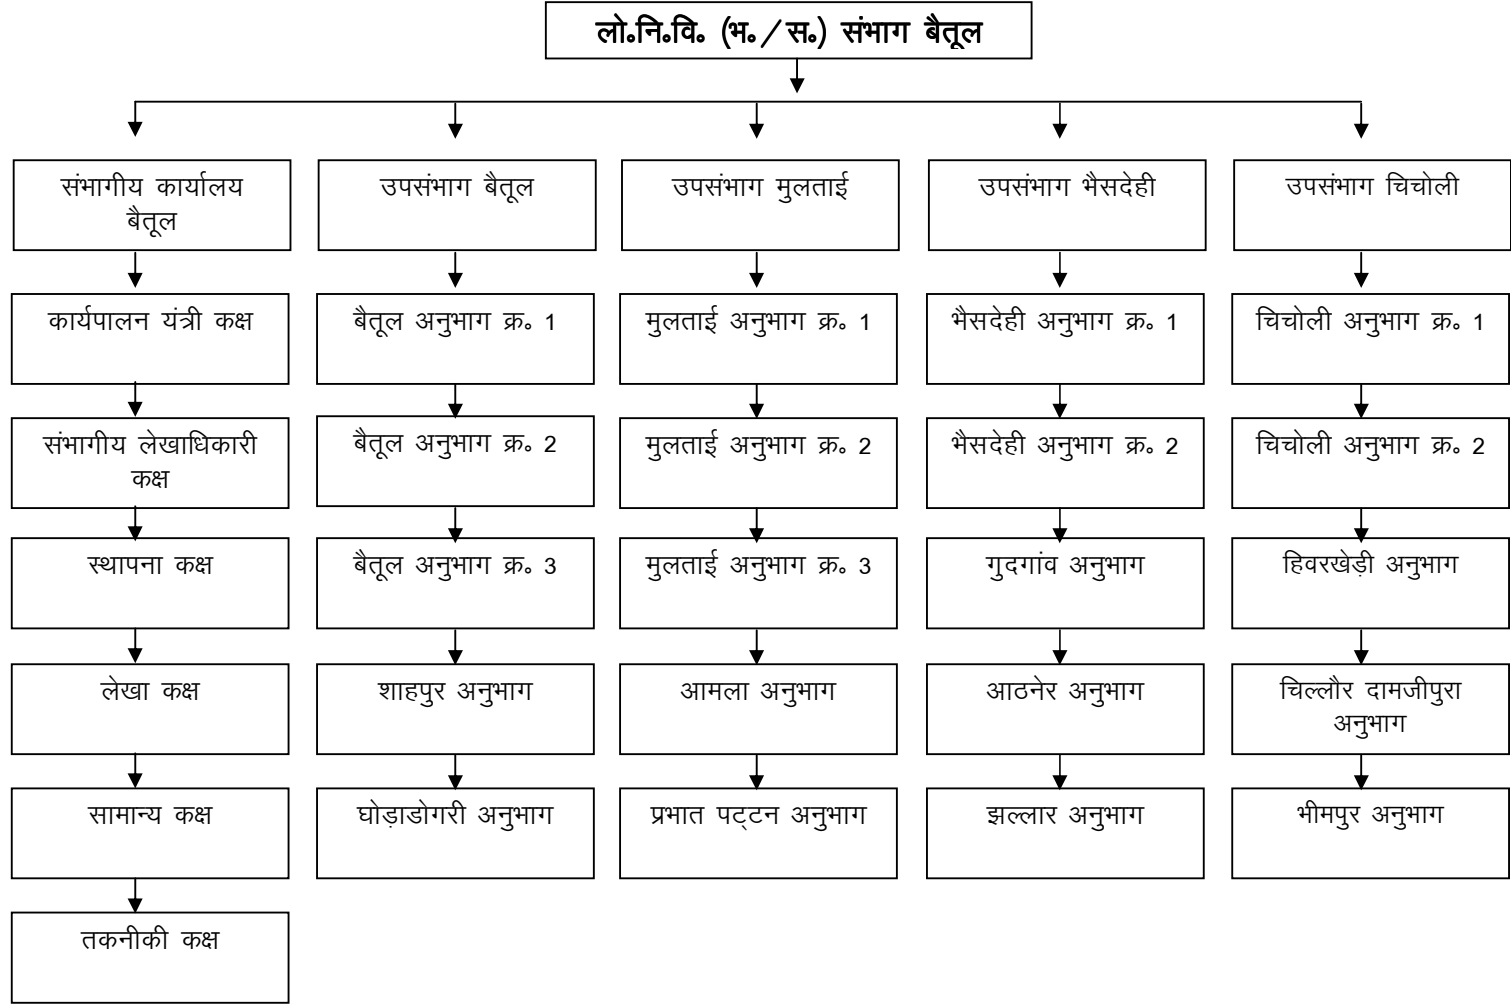 लो॰नि॰वि॰ (भ॰/स॰) संभाग बैतूल
संभागीय कार्यालय
बैतूल
उपसंभाग बैतूल
उपसंभाग मुलताई
उपसंभाग भैसदेही
उपसंभाग चिचोली
कार्यपालन यंत्री कक्ष
बैतूल अनुभाग क्र॰ 1
मुलताई अनुभाग क्र॰ 1
भैसदेही अनुभाग क्र॰ 1
चिचोली अनुभाग क्र॰ 1
संभागीय लेखाधिकारी
कक्ष
बैतूल अनुभाग क्र॰ 2
मुलताई अनुभाग क्र॰ 2
भैसदेही अनुभाग क्र॰ 2
चिचोली अनुभाग क्र॰ 2
स्थापना कक्ष
बैतूल अनुभाग क्र॰ 3
मुलताई अनुभाग क्र॰ 3
गुदगांव अनुभाग
हिवरखेड़ी अनुभाग
लेखा कक्ष
शाहपुर अनुभाग
आमला अनुभाग
आठनेर अनुभाग
चिल्लौर दामजीपुरा
अनुभाग
सामान्य कक्ष
घोड़ाडोगरी अनुभाग
प्रभात पट्टन अनुभाग
झल्लार अनुभाग
भीमपुर अनुभाग
तकनीकी कक्ष